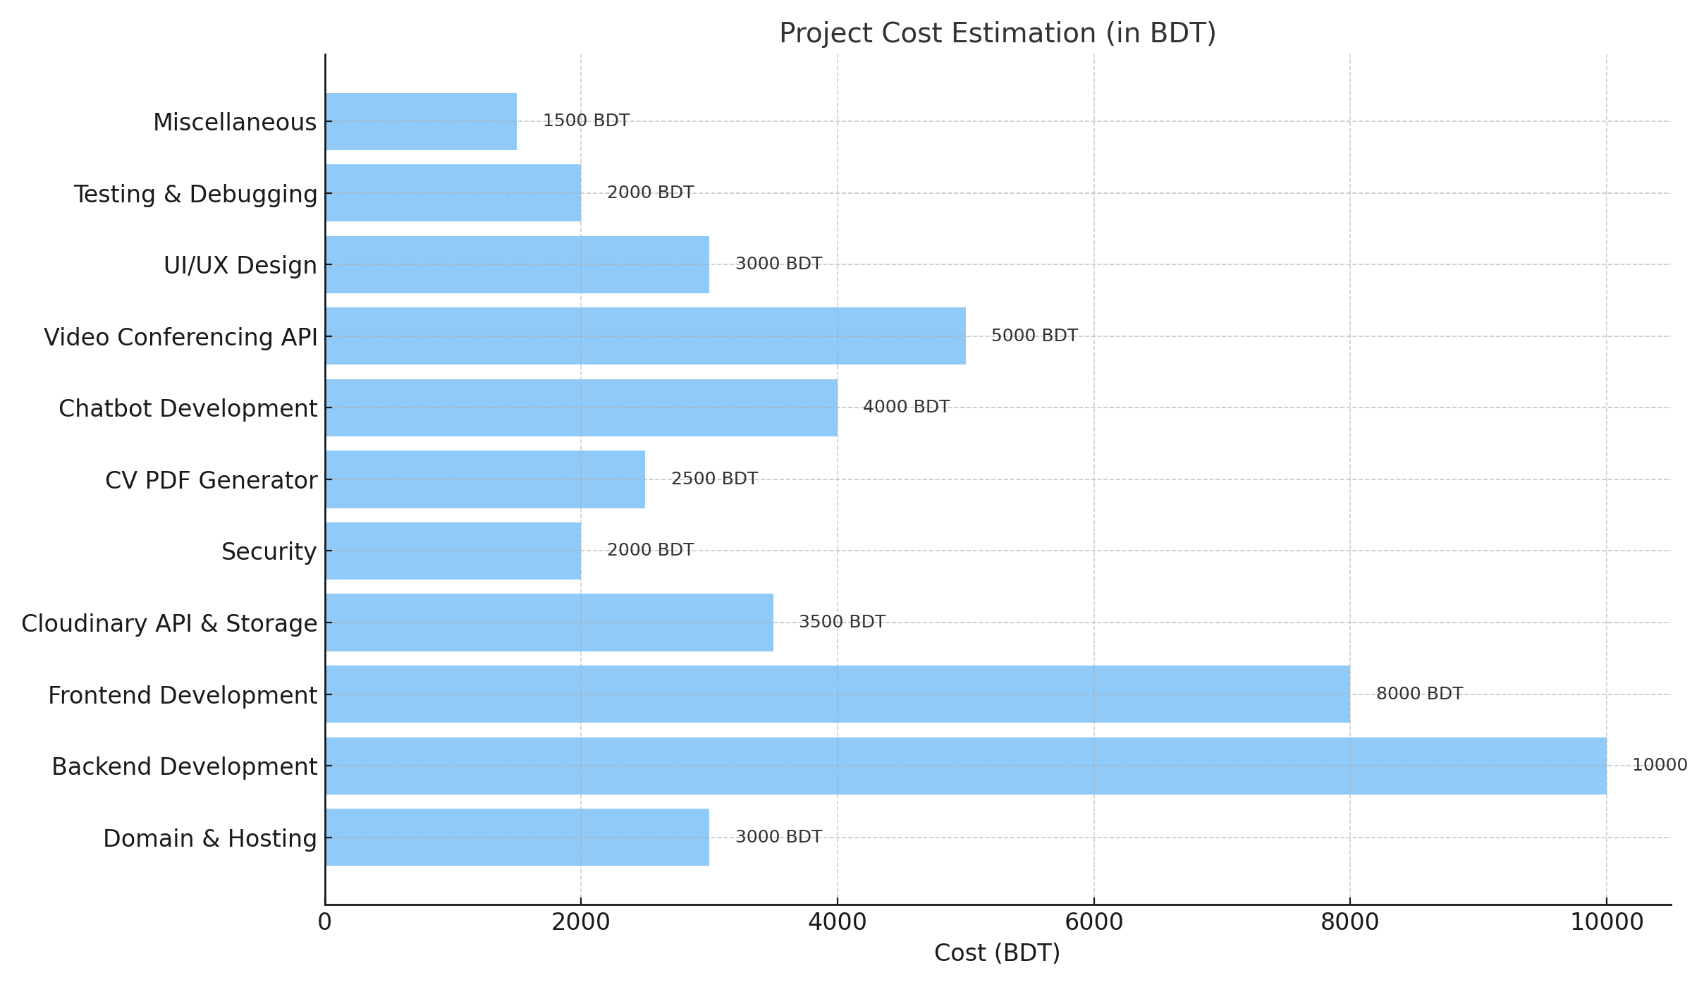 Project Cost Estimation (in BDT)
Miscellaneous 1500 BDT
Testing & Debugging 2000 BDT
UI/UX Design 3000 BDT
Video Conferencing API 5000 BDT
Chatbot Development 4000 BDT
CV PDF Generator 2500 BDT
Security 2000 BDT
Cloudinary API & Storage 3500 BDT
Frontend Development 8000 BDT
Backend Development 10000
Domain & Hosting 3000 BDT
0 2000 4000 6000 8000 10000
Cost (BDT)